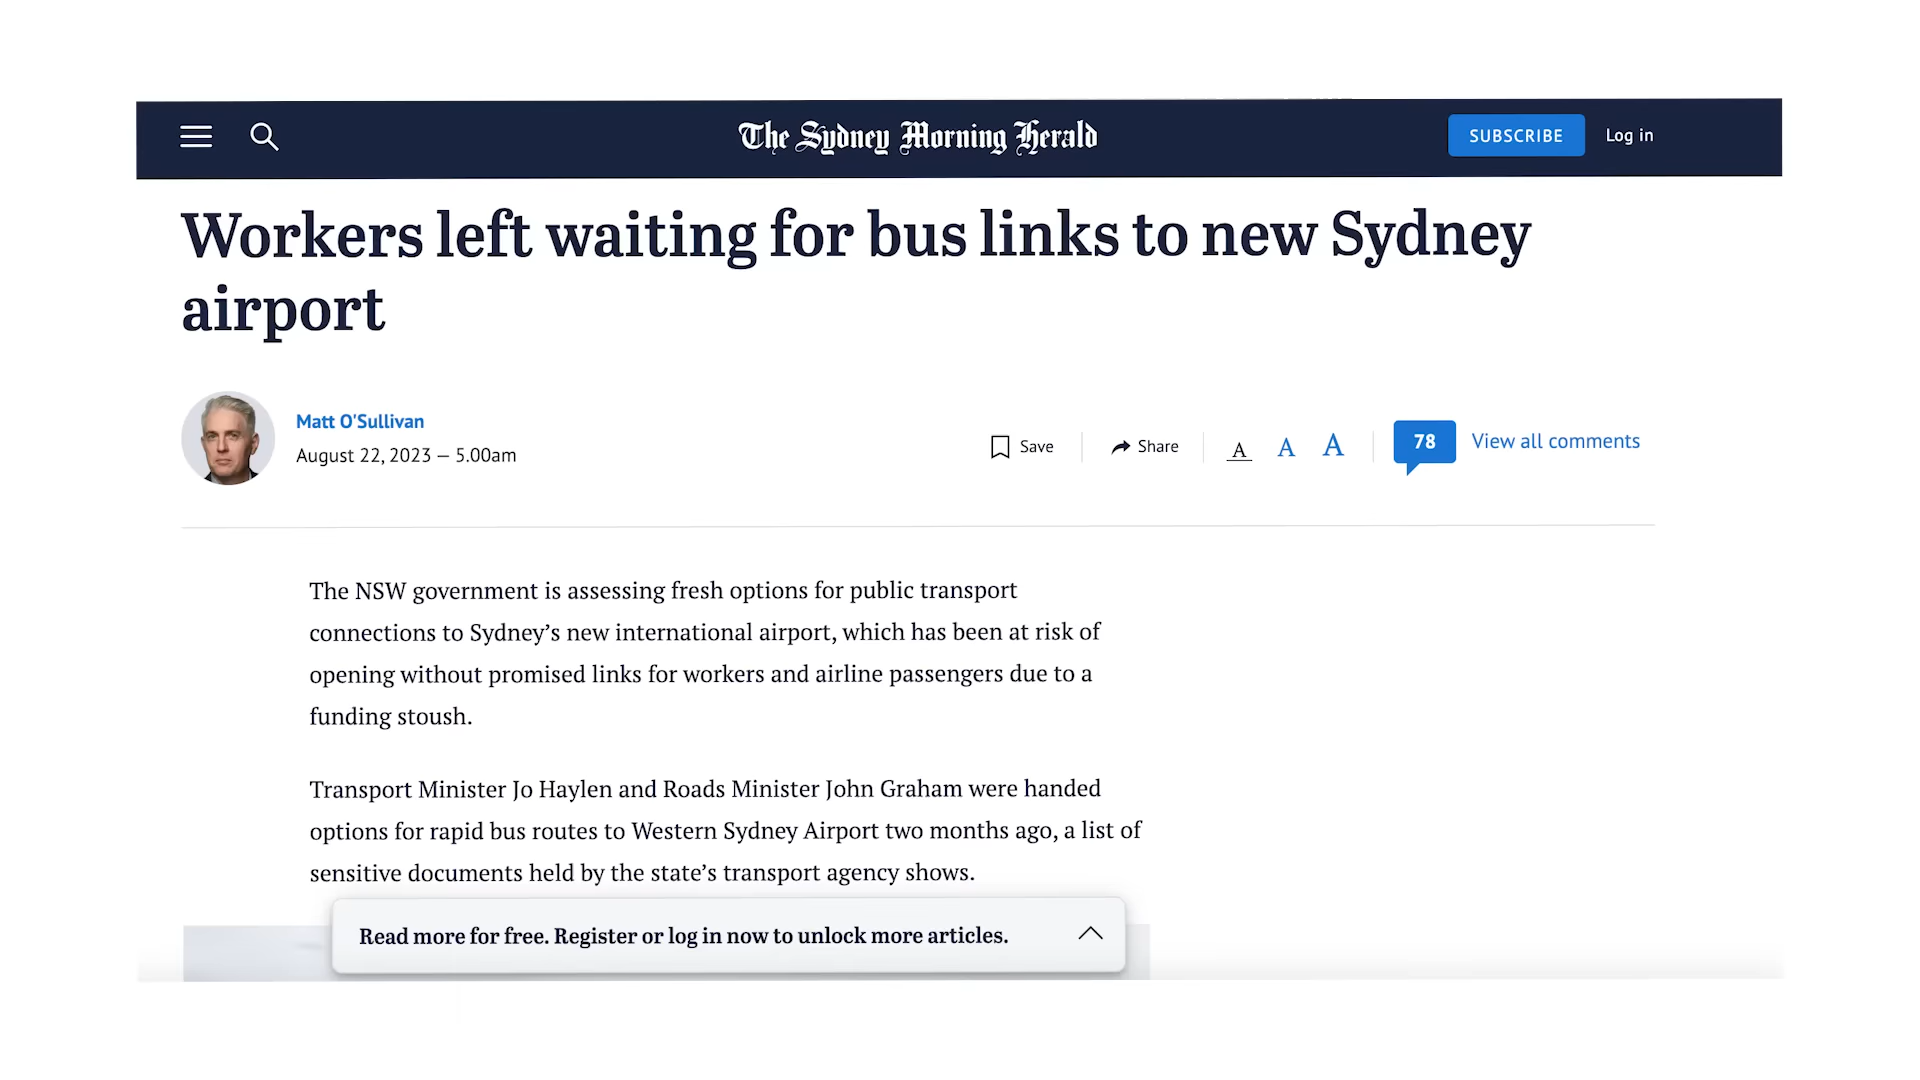 The Sydney Morning Herald
SUBSCRIBE
Log in
Workers left waiting for bus links to new Sydney
airport
Matt O'Sullivan
August 22, 2023 — 5.00am
Save
Share
A
A
A
78
View all comments
The NSW government is assessing fresh options for public transport
connections to Sydney’s new international airport, which has been at risk of
opening without promised links for workers and airline passengers due to a
funding stoush.
Transport Minister Jo Haylen and Roads Minister John Graham were handed
options for rapid bus routes to Western Sydney Airport two months ago, a list of
sensitive documents held by the state’s transport agency shows.
Read more for free. Register or log in now to unlock more articles.